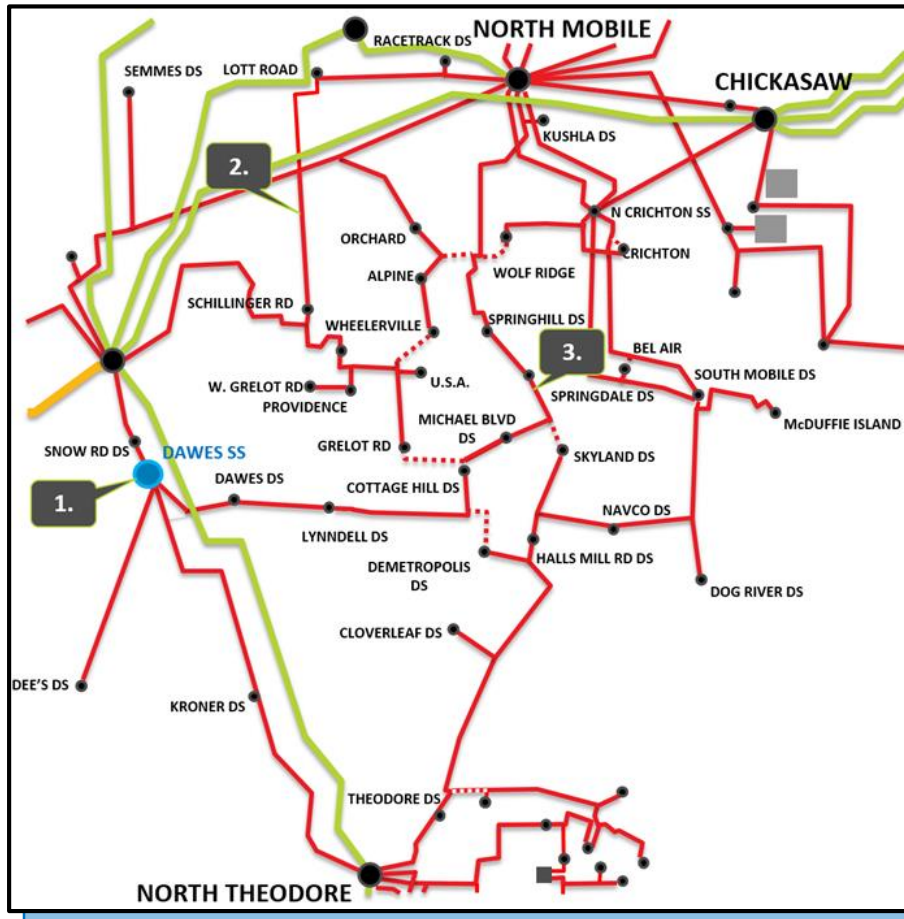 NORTH MOBILE
RACETRACK DS
SEMMES DS
LOTT ROAD
CHICKASAW
KUSHLA DS
2.
N CRICHTON SS
ORCHARD
CRICHTON
WOLF RIDGE
ALPINE
SCHILLINGER RD
SPRINGHILL DS
WHEELERVILLE
3.
BEL AIR
U.S.A.
SOUTH MOBILE DS
W. GRELOT RD
SPRINGDALE DS
PROVIDENCE
MICHAEL BLVD
DS
McDUFFIE ISLAND
GRELOT RD
SNOW RD DS
DAWES SS
SKYLAND DS
DAWES DS
COTTAGE HILL DS
1.
NAVCO DS
LYNNDELL DS
HALLS MILL RD DS
DEMETROPOLIS
DS
DOG RIVER DS
CLOVERLEAF DS
DEE'S DS
KRONER DS
THEODORE DS
NORTH THEODORE